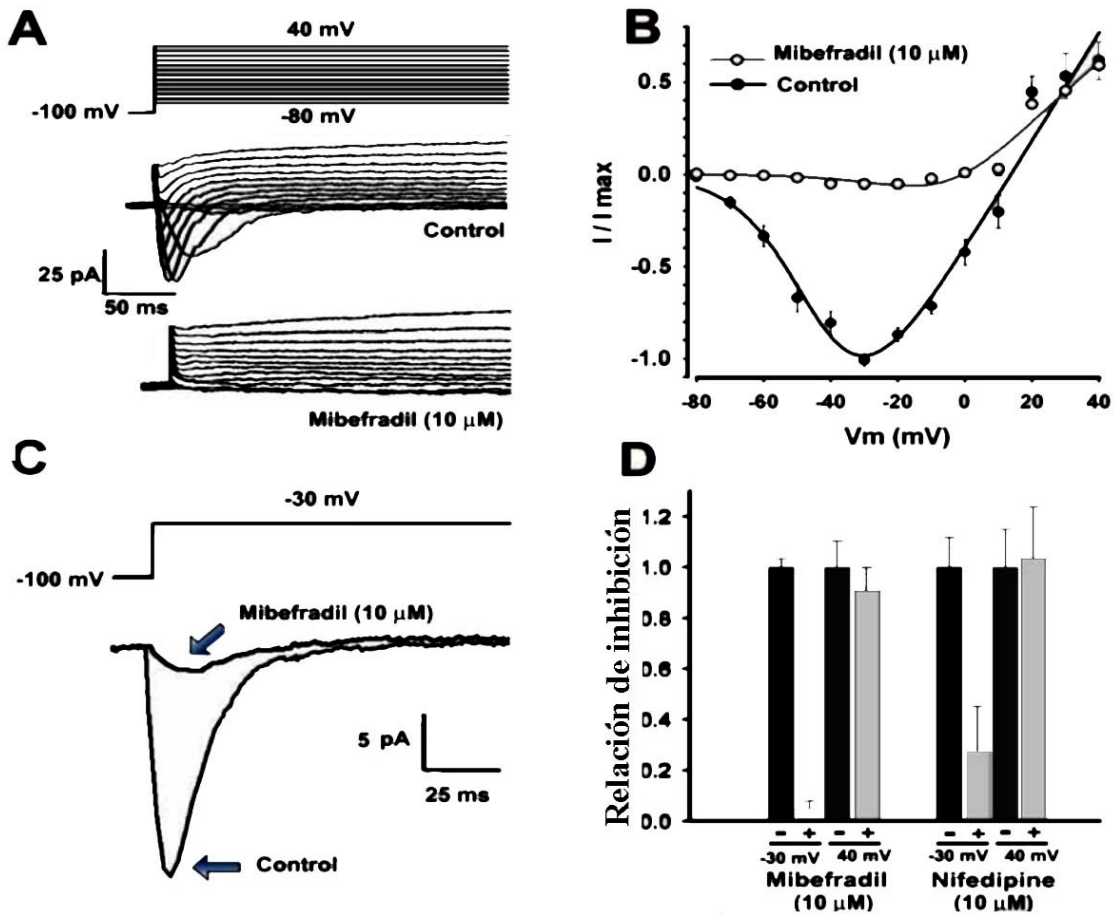 A
40 mV
-100 mV
-80 mV
Control
25 pA
50 ms
Mibefradil (10 µM)
B
Mibefradil (10 µM)
Control
I / I max
0.5
0.0
-0.5
-1.0
-80 -60 -40 -20 0 20 40
Vm (mV)
C
-30 mV
-100 mV
Mibefradil (10 µM)
5 pA
25 ms
Control
D
Relación de inhibición
1.2
1.0
0.8
0.6
0.4
0.2
0.0
- + - + - + - +
-30 mV 40 mV -30 mV 40 mV
Mibefradil Nifedipine
(10 µM) (10 µM)